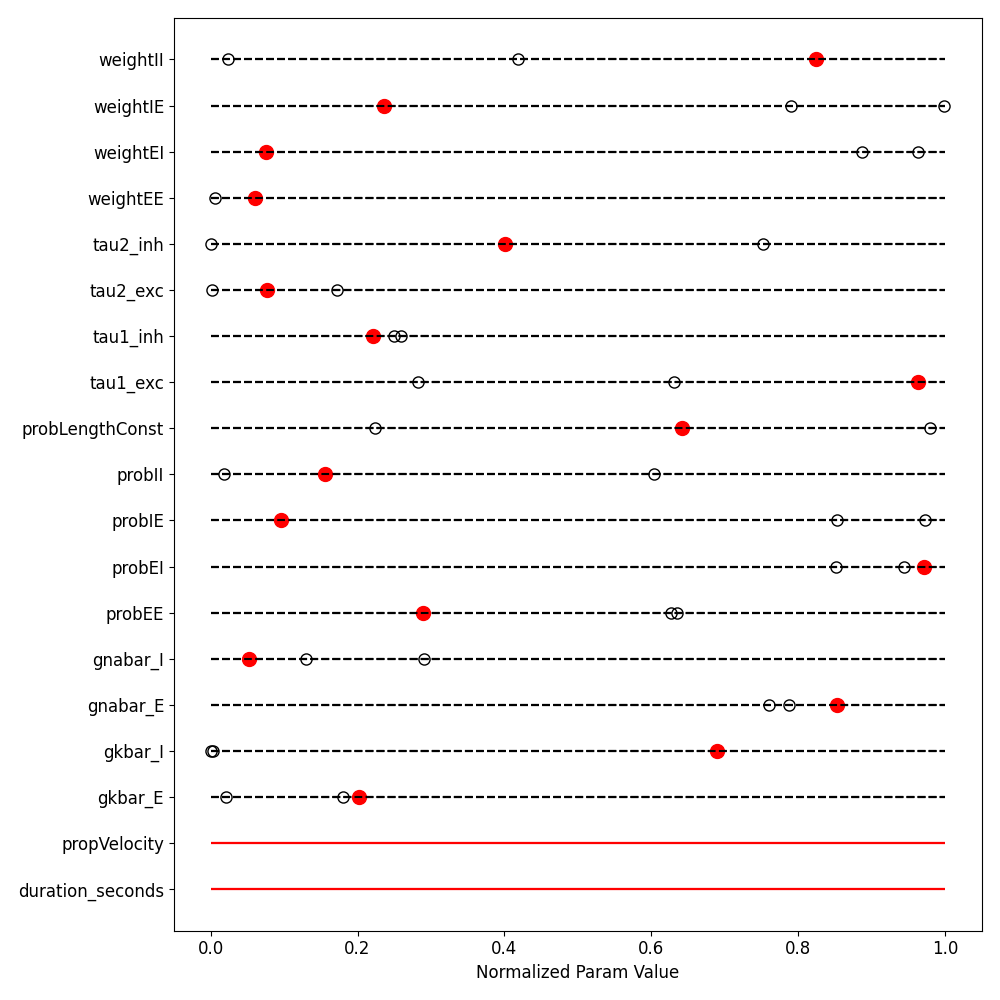 weightII
weightIE
weightEI
weightEE
tau2_inh
tau2_exc
tau1_inh
tau1_exc
probLengthConst
probII
probIE
probEI
probEE
gnabar_I
gnabar_E
gkbar_I
gkbar_E
propVelocity
duration_seconds
0.0 0.2 0.4 0.6 0.8 1.0
Normalized Param Value